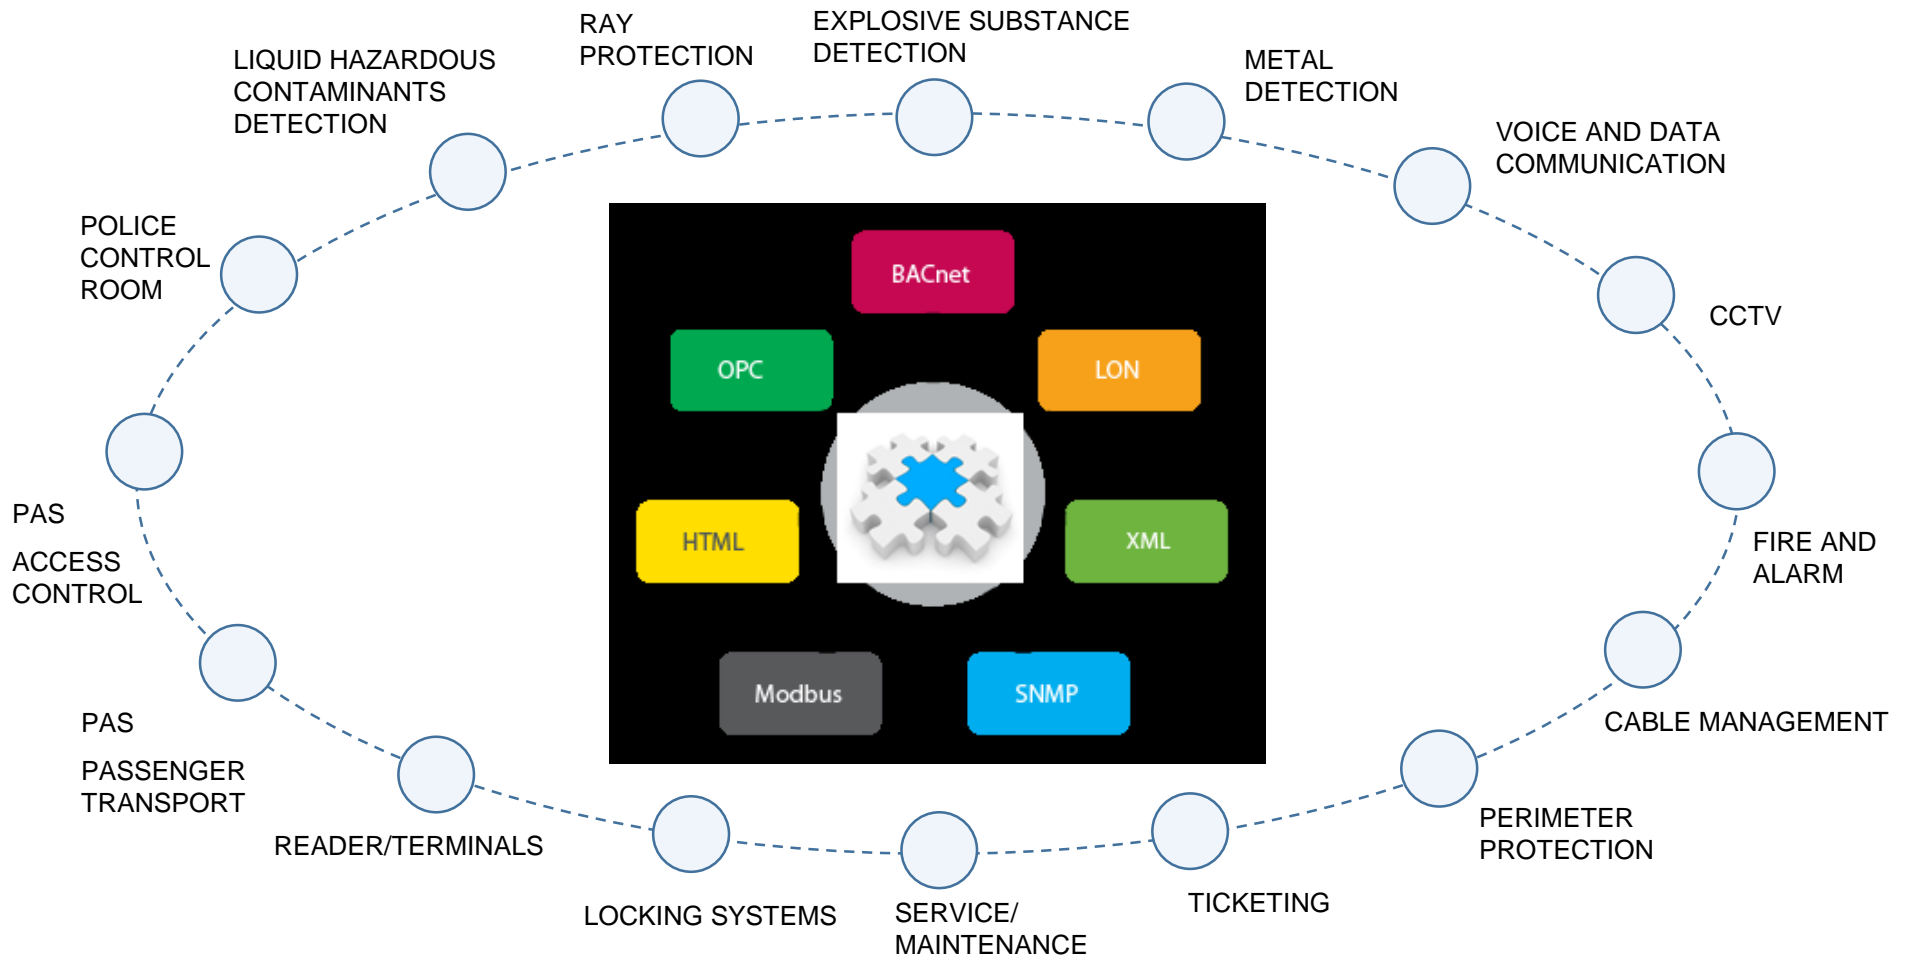 RAY
PROTECTION
EXPLOSIVE SUBSTANCE
DETECTION
LIQUID HAZARDOUS
CONTAMINANTS
DETECTION
METAL
DETECTION
VOICE AND DATA
COMMUNICATION
POLICE
CONTROL
ROOM
CCTV
BACnet
OPC
LON
HTML
XML
Modbus
SNMP
PAS
ACCESS
CONTROL
FIRE AND
ALARM
PAS
PASSENGER
TRANSPORT
CABLE MANAGEMENT
READER/TERMINALS
PERIMETER
PROTECTION
LOCKING SYSTEMS
SERVICE/
MAINTENANCE
TICKETING